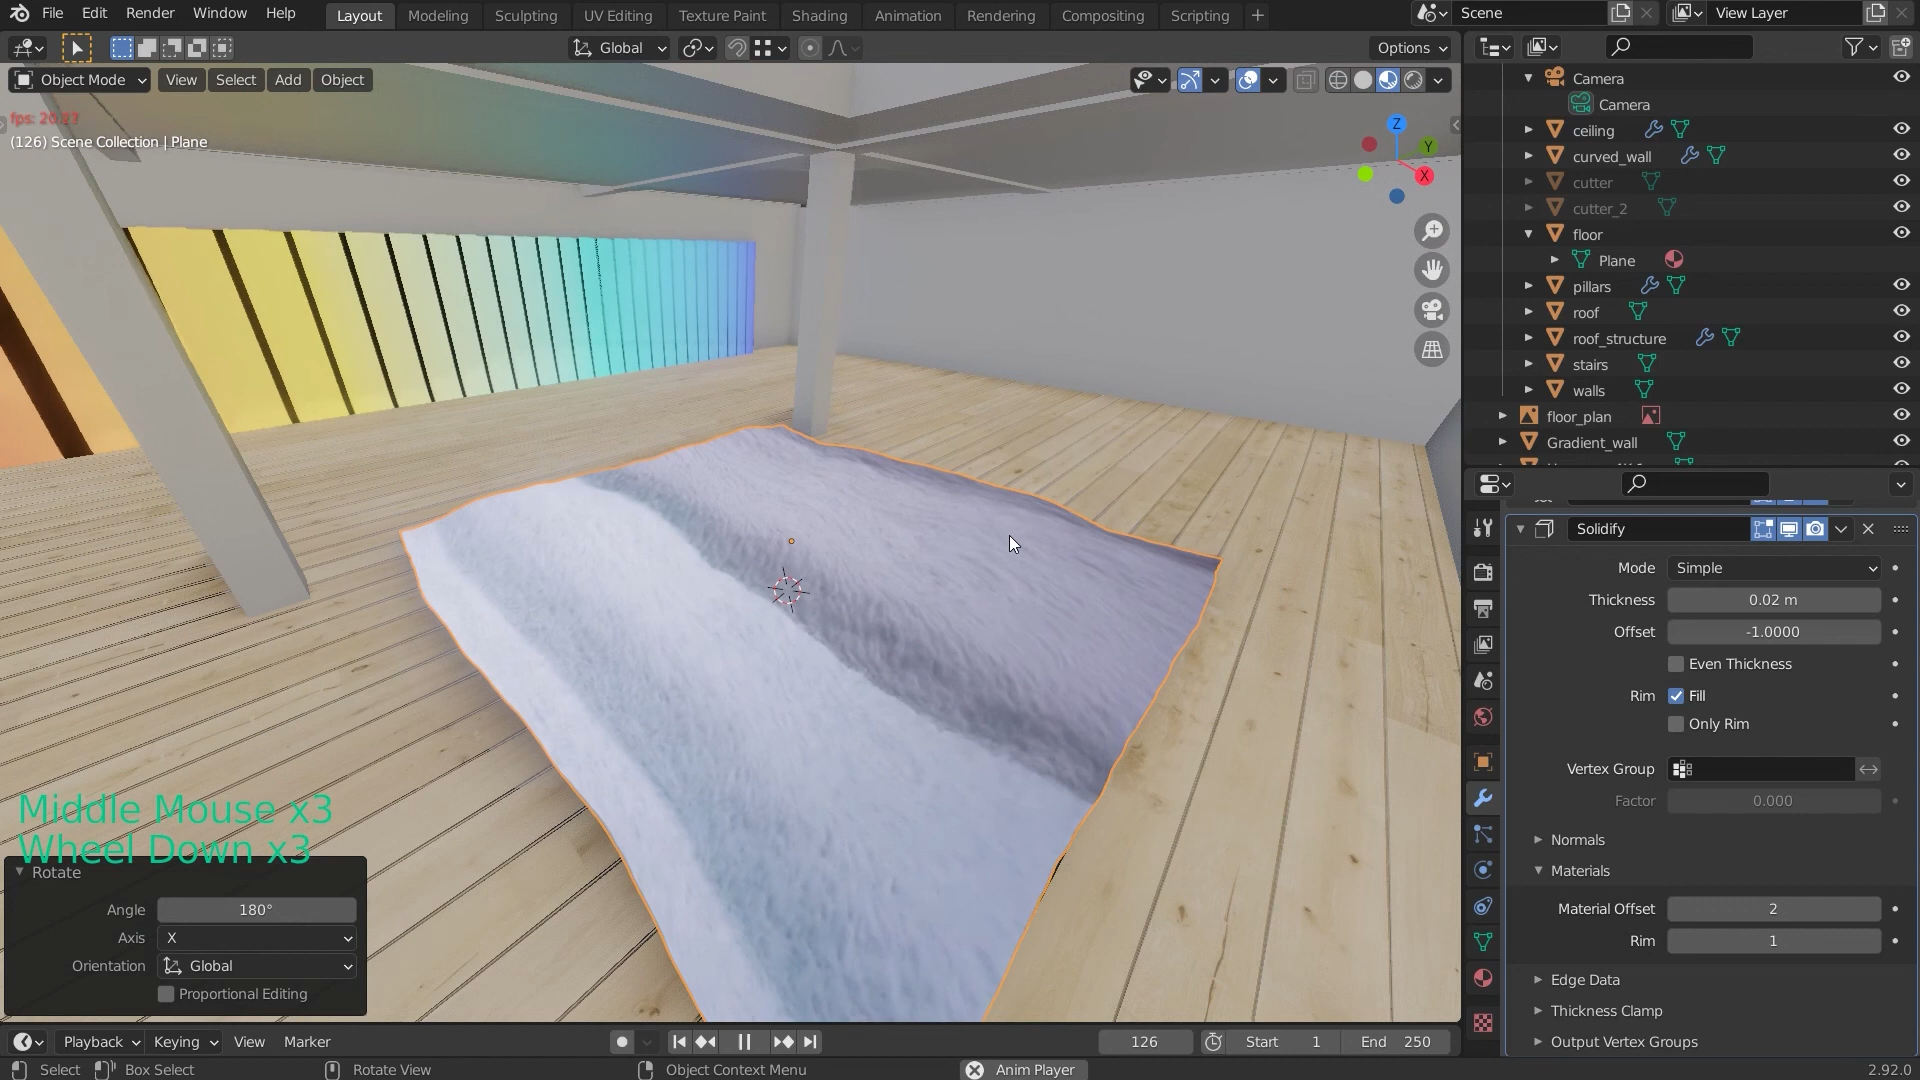 File Edit Render Window Help Layout Modeling Sculpting UV Editing Texture Paint Shading Animation Rendering Compositing Scripting + Scene View Layer
Global Options
Object Mode View Select Add Object
fps: 20.
(126) Scene Collection | Plane
Z
Y
X
Camera
Camera
ceiling
curved_wall
cutter
cutter_2
floor
Plane
pillars
roof
roof_structure
stairs
walls
floor_plan
Gradient_wall
Solidify
Mode Simple
Thickness 0.02 m
Offset -1.0000
Even Thickness
Rim Fill
Only Rim
Vertex Group
Factor 0.000
Normals
Materials
Material Offset 2
Rim 1
Edge Data
Thickness Clamp
Output Vertex Groups
Middle Mouse x3
Wheel Down x3
Rotate
Angle 180°
Axis X
Orientation Global
Proportional Editing
Playback Keying View Marker 126 Start 1 End 250
Select Box Select Rotate View Object Context Menu Anim Player 2.92.0